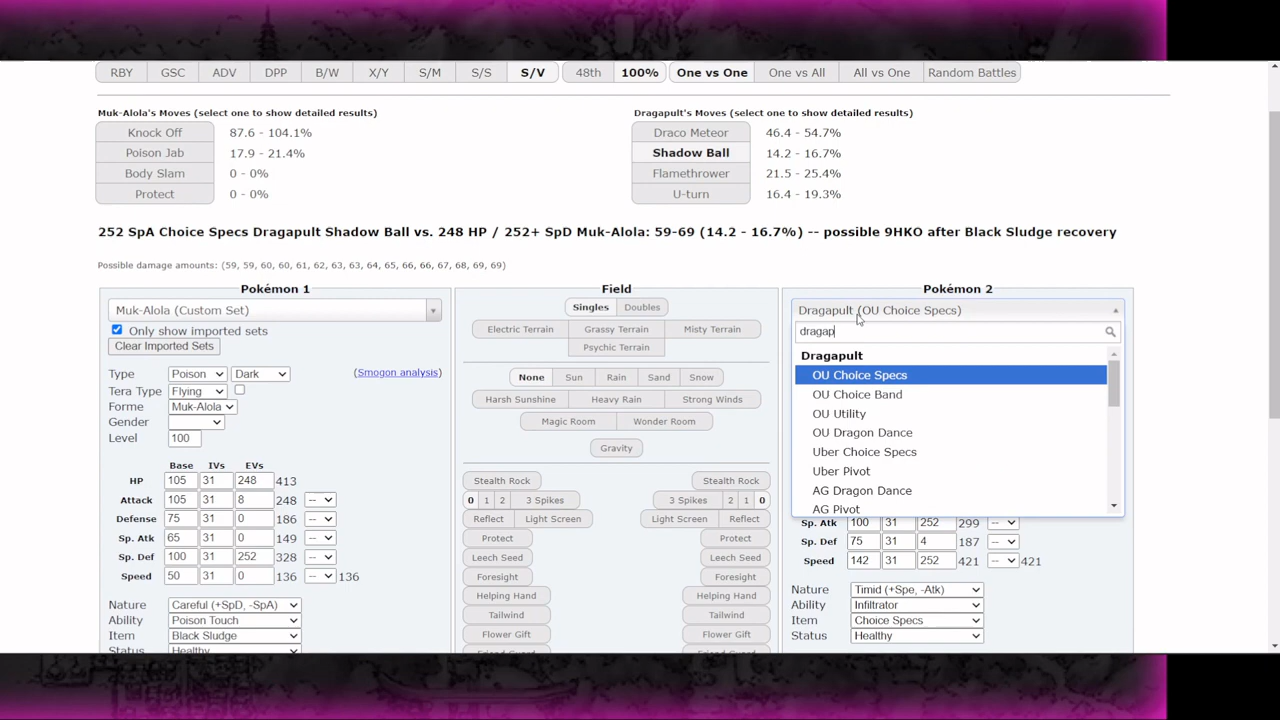 RBY GSC ADV DPP B/W X/Y S/M S/S S/V 48th 100% One vs One One vs All All vs One Random Battles
Muk-Alola's Moves (select one to show detailed results)
Knock Off 87.6 - 104.1%
Poison Jab 17.9 - 21.4%
Body Slam 0 - 0%
Protect 0 - 0%
Dragapult's Moves (select one to show detailed results)
Draco Meteor 46.4 - 54.7%
Shadow Ball 14.2 - 16.7%
Flamethrower 21.5 - 25.4%
U-turn 16.4 - 19.3%
252 SpA Choice Specs Dragapult Shadow Ball vs. 248 HP / 252+ SpD Muk-Alola: 59-69 (14.2 - 16.7%) -- possible 9HKO after Black Sludge recovery
Possible damage amounts: (59, 59, 60, 60, 61, 62, 63, 63, 64, 65, 66, 66, 67, 68, 69, 69)
Pokémon 1
Muk-Alola (Custom Set)
Only show imported sets
Clear Imported Sets
Type Poison Dark (Smogon analysis)
Tera Type Flying
Forme Muk-Alola
Gender
Level 100
Base IVs EVs
HP 105 31 248 413
Attack 105 31 8 248 --
Defense 75 31 0 186 --
Sp. Atk 65 31 0 149 --
Sp. Def 100 31 252 328 --
Speed 50 31 0 136 -- 136
Nature Careful (+SpD, -SpA)
Ability Poison Touch
Item Black Sludge
Status Healthy
Field
Singles Doubles
Electric Terrain Grassy Terrain Misty Terrain
Psychic Terrain
None Sun Rain Sand Snow
Harsh Sunshine Heavy Rain Strong Winds
Magic Room Wonder Room
Gravity
Stealth Rock Stealth Rock
0 1 2 3 Spikes 3 Spikes 2 1 0
Reflect Light Screen Light Screen Reflect
Protect Protect
Leech Seed Leech Seed
Foresight Foresight
Helping Hand Helping Hand
Tailwind Tailwind
Flower Gift Flower Gift
Friend Guard Friend Guard
Pokémon 2
Dragapult (OU Choice Specs)
dragap
Dragapult
OU Choice Specs
OU Choice Band
OU Utility
OU Dragon Dance
Uber Choice Specs
Uber Pivot
AG Dragon Dance
AG Pivot
Sp. Atk 100 31 252 299 --
Sp. Def 75 31 4 187 --
Speed 142 31 252 421 -- 421
Nature Timid (+Spe, -Atk)
Ability Infiltrator
Item Choice Specs
Status Healthy